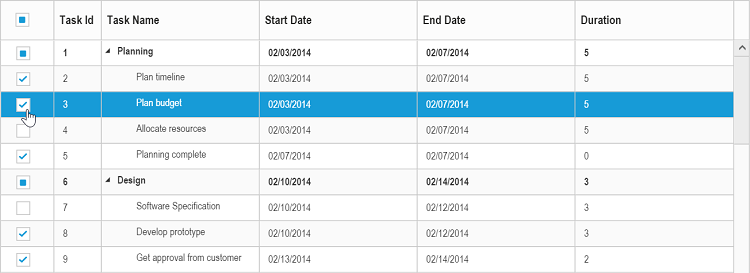 Task Id Task Name Start Date End Date Duration
1 Planning 02/03/2014 02/07/2014 5
2 Plan timeline 02/03/2014 02/07/2014 5
3 Plan budget 02/03/2014 02/07/2014 5
4 Allocate resources 02/03/2014 02/07/2014 5
5 Planning complete 02/07/2014 02/07/2014 0
6 Design 02/10/2014 02/14/2014 3
7 Software Specification 02/10/2014 02/12/2014 3
8 Develop prototype 02/10/2014 02/12/2014 3
9 Get approval from customer 02/13/2014 02/14/2014 2